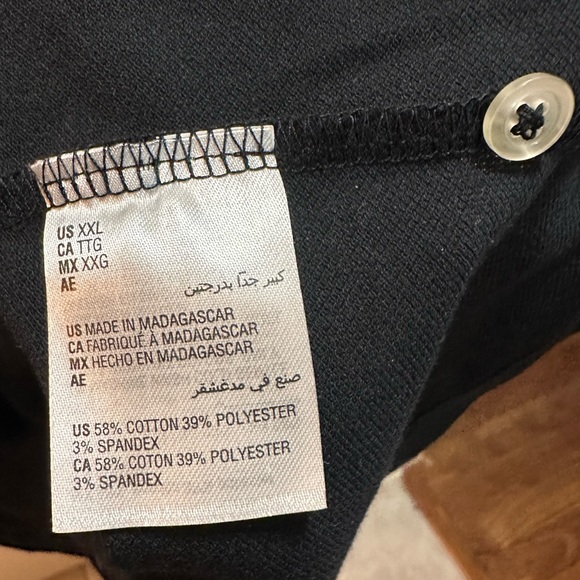 US XXL
CA TTG
MX XXG
AE
كبير جدًا بدرجتين
US MADE IN MADAGASCAR
CA FABRIQUÉ À MADAGASCAR
MX HECHO EN MADAGASCAR
AE
صنع في مدغشقر
US 58% COTTON 39% POLYESTER
3% SPANDEX
CA 58% COTON 39% POLYESTER
3% SPANDEX